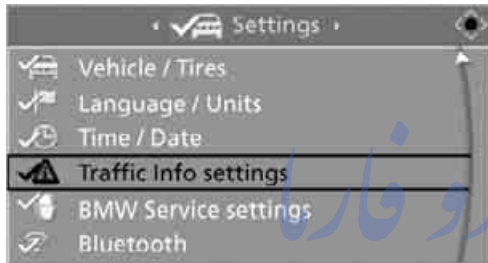 Settings
Vehicle / Tires
Language / Units
Time / Date
Traffic Info settings
BMW Service settings
Bluetooth